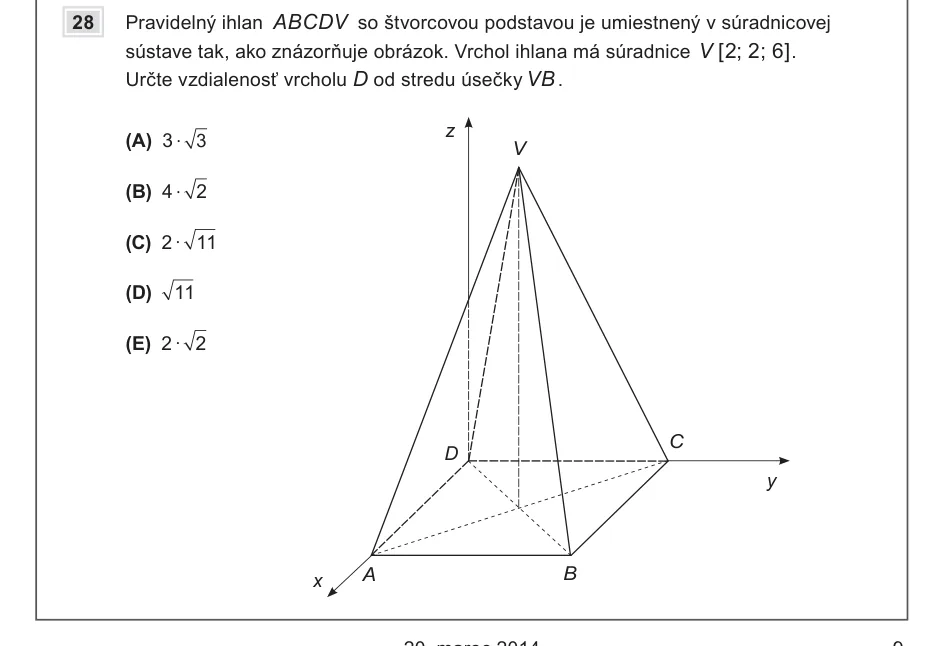 28 Pravidelný ihlan ABCDV so štvorcovou podstavou je umiestnený v súradnicovej
sústave tak, ako znázorňuje obrázok. Vrchol ihlana má súradnice V [2; 2; 6].
Určte vzdialenosť vrcholu D od stredu úsečky VB.
(A) 3 · √3
(B) 4 · √2
(C) 2 · √11
(D) √11
(E) 2 · √2
z
V
D
C
y
x
A
B